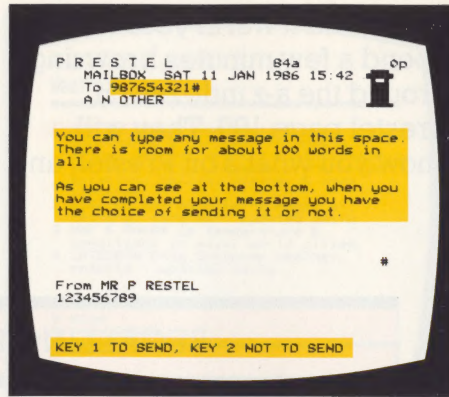 P R E S T E L 84a 0p
MAILBOX SAT 11 JAN 1986 15:42
To 987654321#
A N OTHER
You can type any message in this space.
There is room for about 100 words in
all.
As you can see at the bottom, when you
have completed your message you have
the choice of sending it or not.
#
From MR P RESTEL
123456789
KEY 1 TO SEND, KEY 2 NOT TO SEND